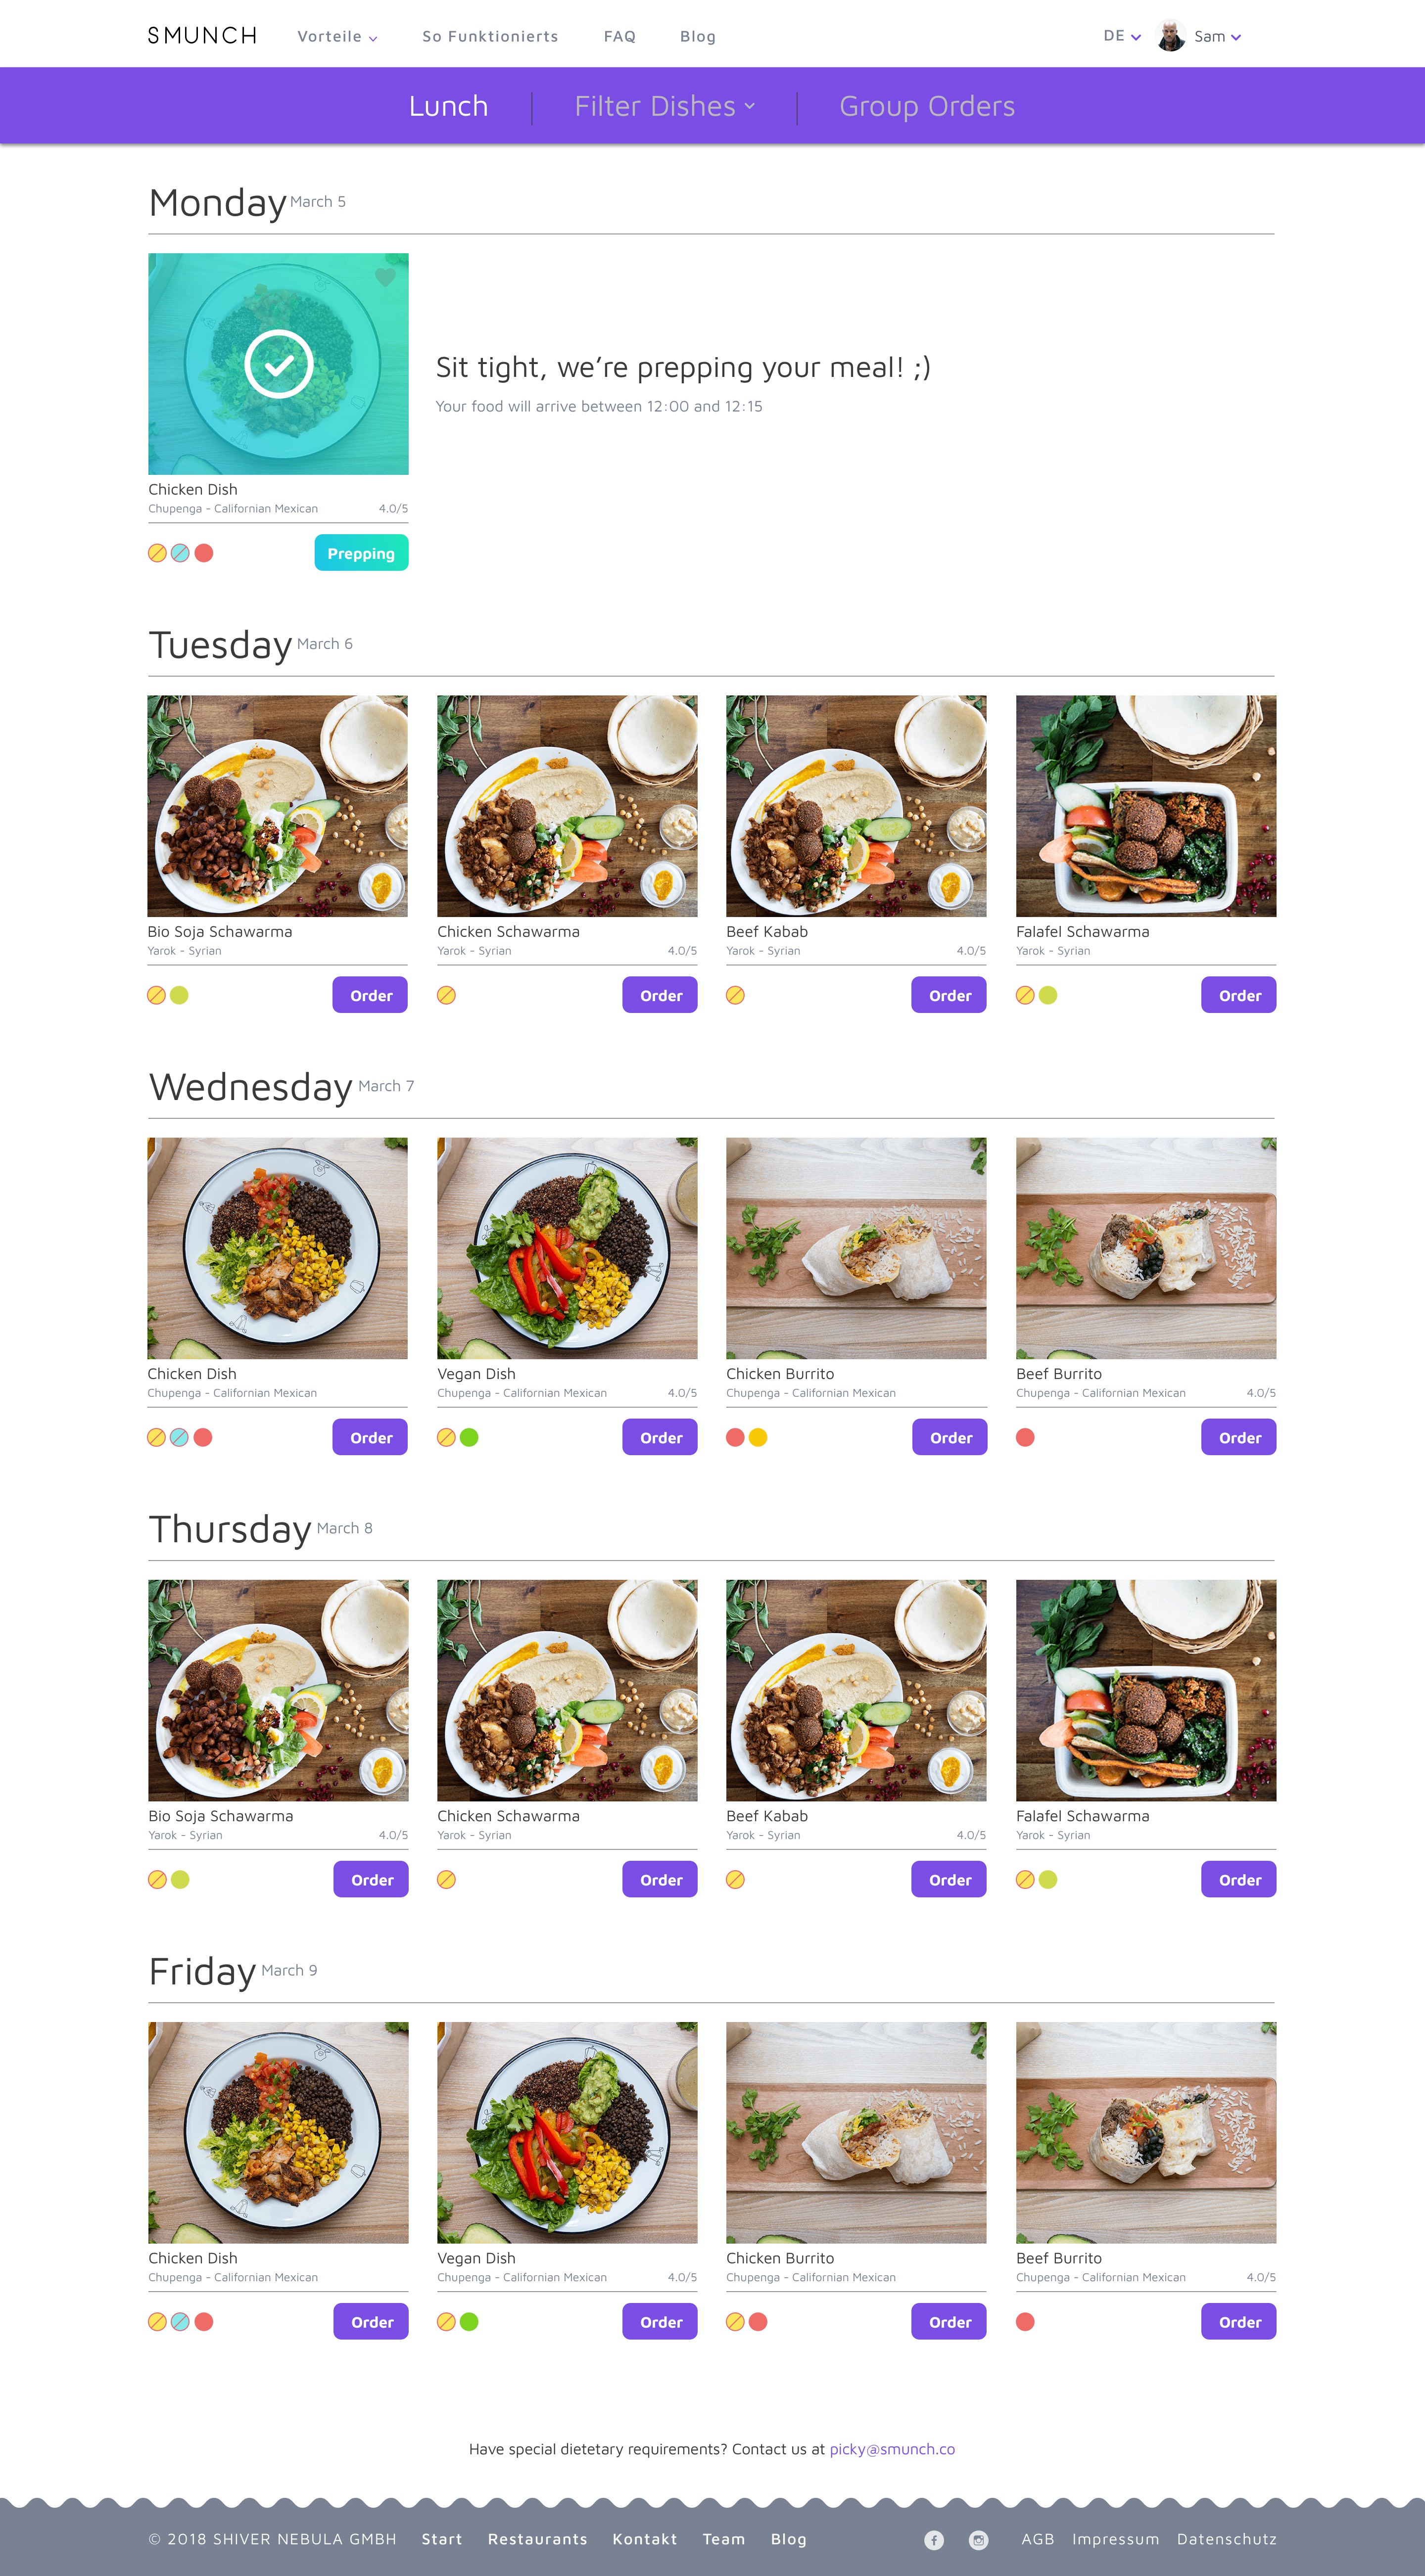 SMUNCH Vorteile So Funktionierts FAQ Blog DE Sam
Lunch Filter Dishes Group Orders
Monday March 5
Sit tight, we’re prepping your meal! ;)
Your food will arrive between 12:00 and 12:15
Chicken Dish
Chupenga - Californian Mexican 4.0/5
Prepping
Tuesday March 6
Bio Soja Schawarma
Yarok - Syrian
Order
Chicken Schawarma
Yarok - Syrian 4.0/5
Order
Beef Kabab
Yarok - Syrian 4.0/5
Order
Falafel Schawarma
Yarok - Syrian
Order
Wednesday March 7
Chicken Dish
Chupenga - Californian Mexican
Order
Vegan Dish
Chupenga - Californian Mexican 4.0/5
Order
Chicken Burrito
Chupenga - Californian Mexican
Order
Beef Burrito
Chupenga - Californian Mexican 4.0/5
Order
Thursday March 8
Bio Soja Schawarma
Yarok - Syrian 4.0/5
Order
Chicken Schawarma
Yarok - Syrian
Order
Beef Kabab
Yarok - Syrian 4.0/5
Order
Falafel Schawarma
Yarok - Syrian
Order
Friday March 9
Chicken Dish
Chupenga - Californian Mexican
Order
Vegan Dish
Chupenga - Californian Mexican 4.0/5
Order
Chicken Burrito
Chupenga - Californian Mexican
Order
Beef Burrito
Chupenga - Californian Mexican 4.0/5
Order
Have special dietetary requirements? Contact us at picky@smunch.co
© 2018 SHIVER NEBULA GMBH Start Restaurants Kontakt Team Blog AGB Impressum Datenschutz